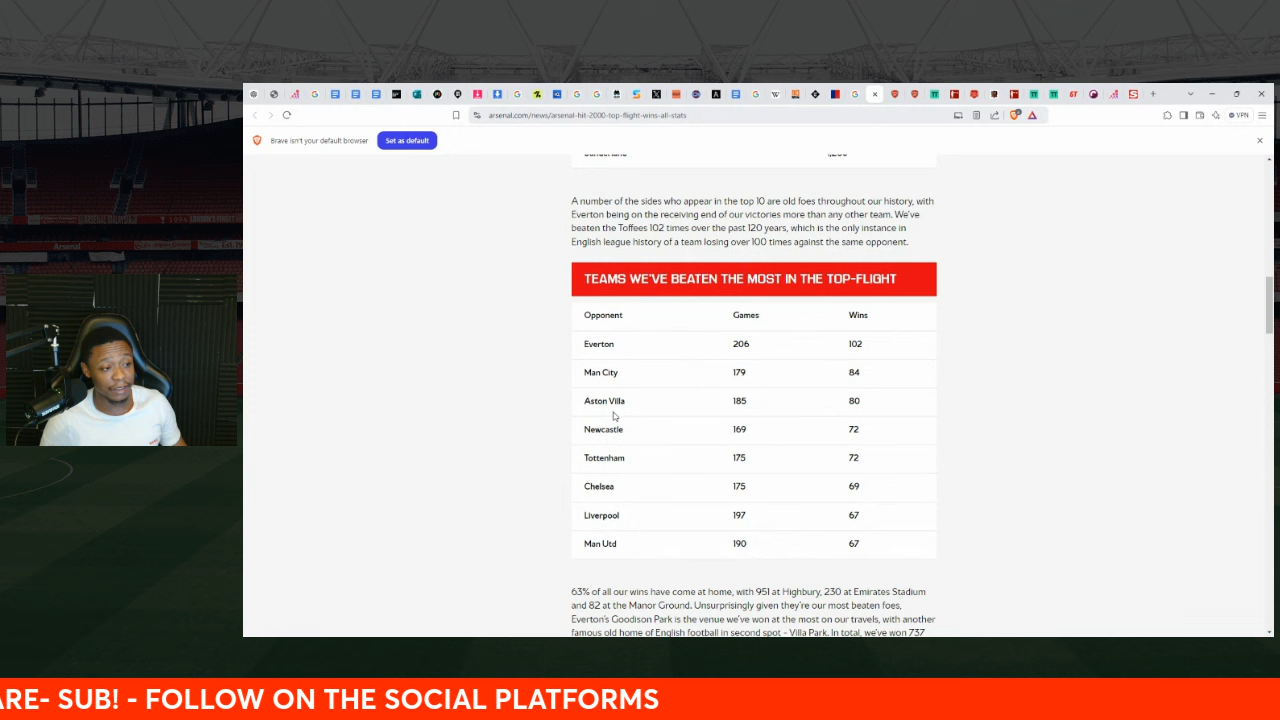 arsenal.com/news/arsenal-hit-2000-top-flight-wins-all-stats
VPN
Brave isn't your default browser
Set as default
A number of the sides who appear in the top 10 are old foes throughout our history, with
Everton being on the receiving end of our victories more than any other team. We've
beaten the Toffees 102 times over the past 120 years, which is the only instance in
English league history of a team losing over 100 times against the same opponent.
TEAMS WE'VE BEATEN THE MOST IN THE TOP-FLIGHT
Opponent Games Wins
Everton 206 102
Man City 179 84
Aston Villa 185 80
Newcastle 169 72
Tottenham 175 72
Chelsea 175 69
Liverpool 197 67
Man Utd 190 67
63% of all our wins have come at home, with 951 at Highbury, 230 at Emirates Stadium
and 82 at the Manor Ground. Unsurprisingly given they're our most beaten foes,
Everton's Goodison Park is the venue we've won at the most on our travels, with another
famous old home of English football in second spot - Villa Park. In total, we've won 737
Arsenal
ARE- SUB! - FOLLOW ON THE SOCIAL PLATFORMS